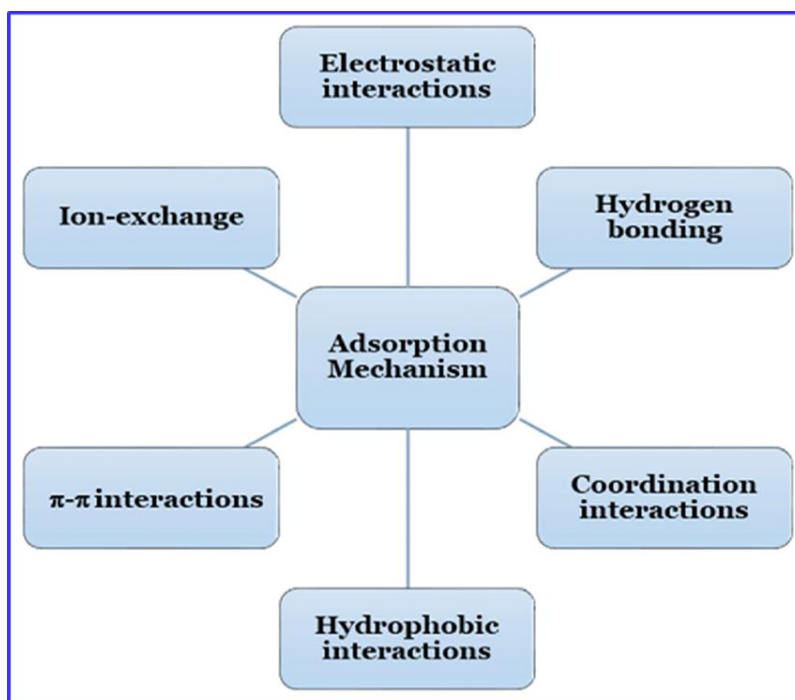 Electrostatic
interactions
Ion-exchange
Hydrogen
bonding
Adsorption
Mechanism
π-π interactions
Coordination
interactions
Hydrophobic
interactions